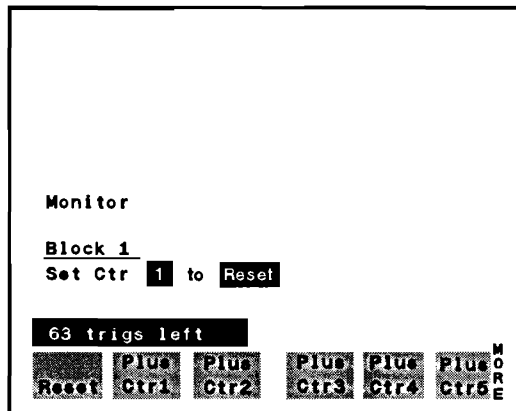 Monitor
Block 1
Set Ctr 1 to Reset
63 trigs left
Reset Plus Ctr1 Plus Ctr2 Plus Ctr3 Plus Ctr4 Plus Ctr5 MORE